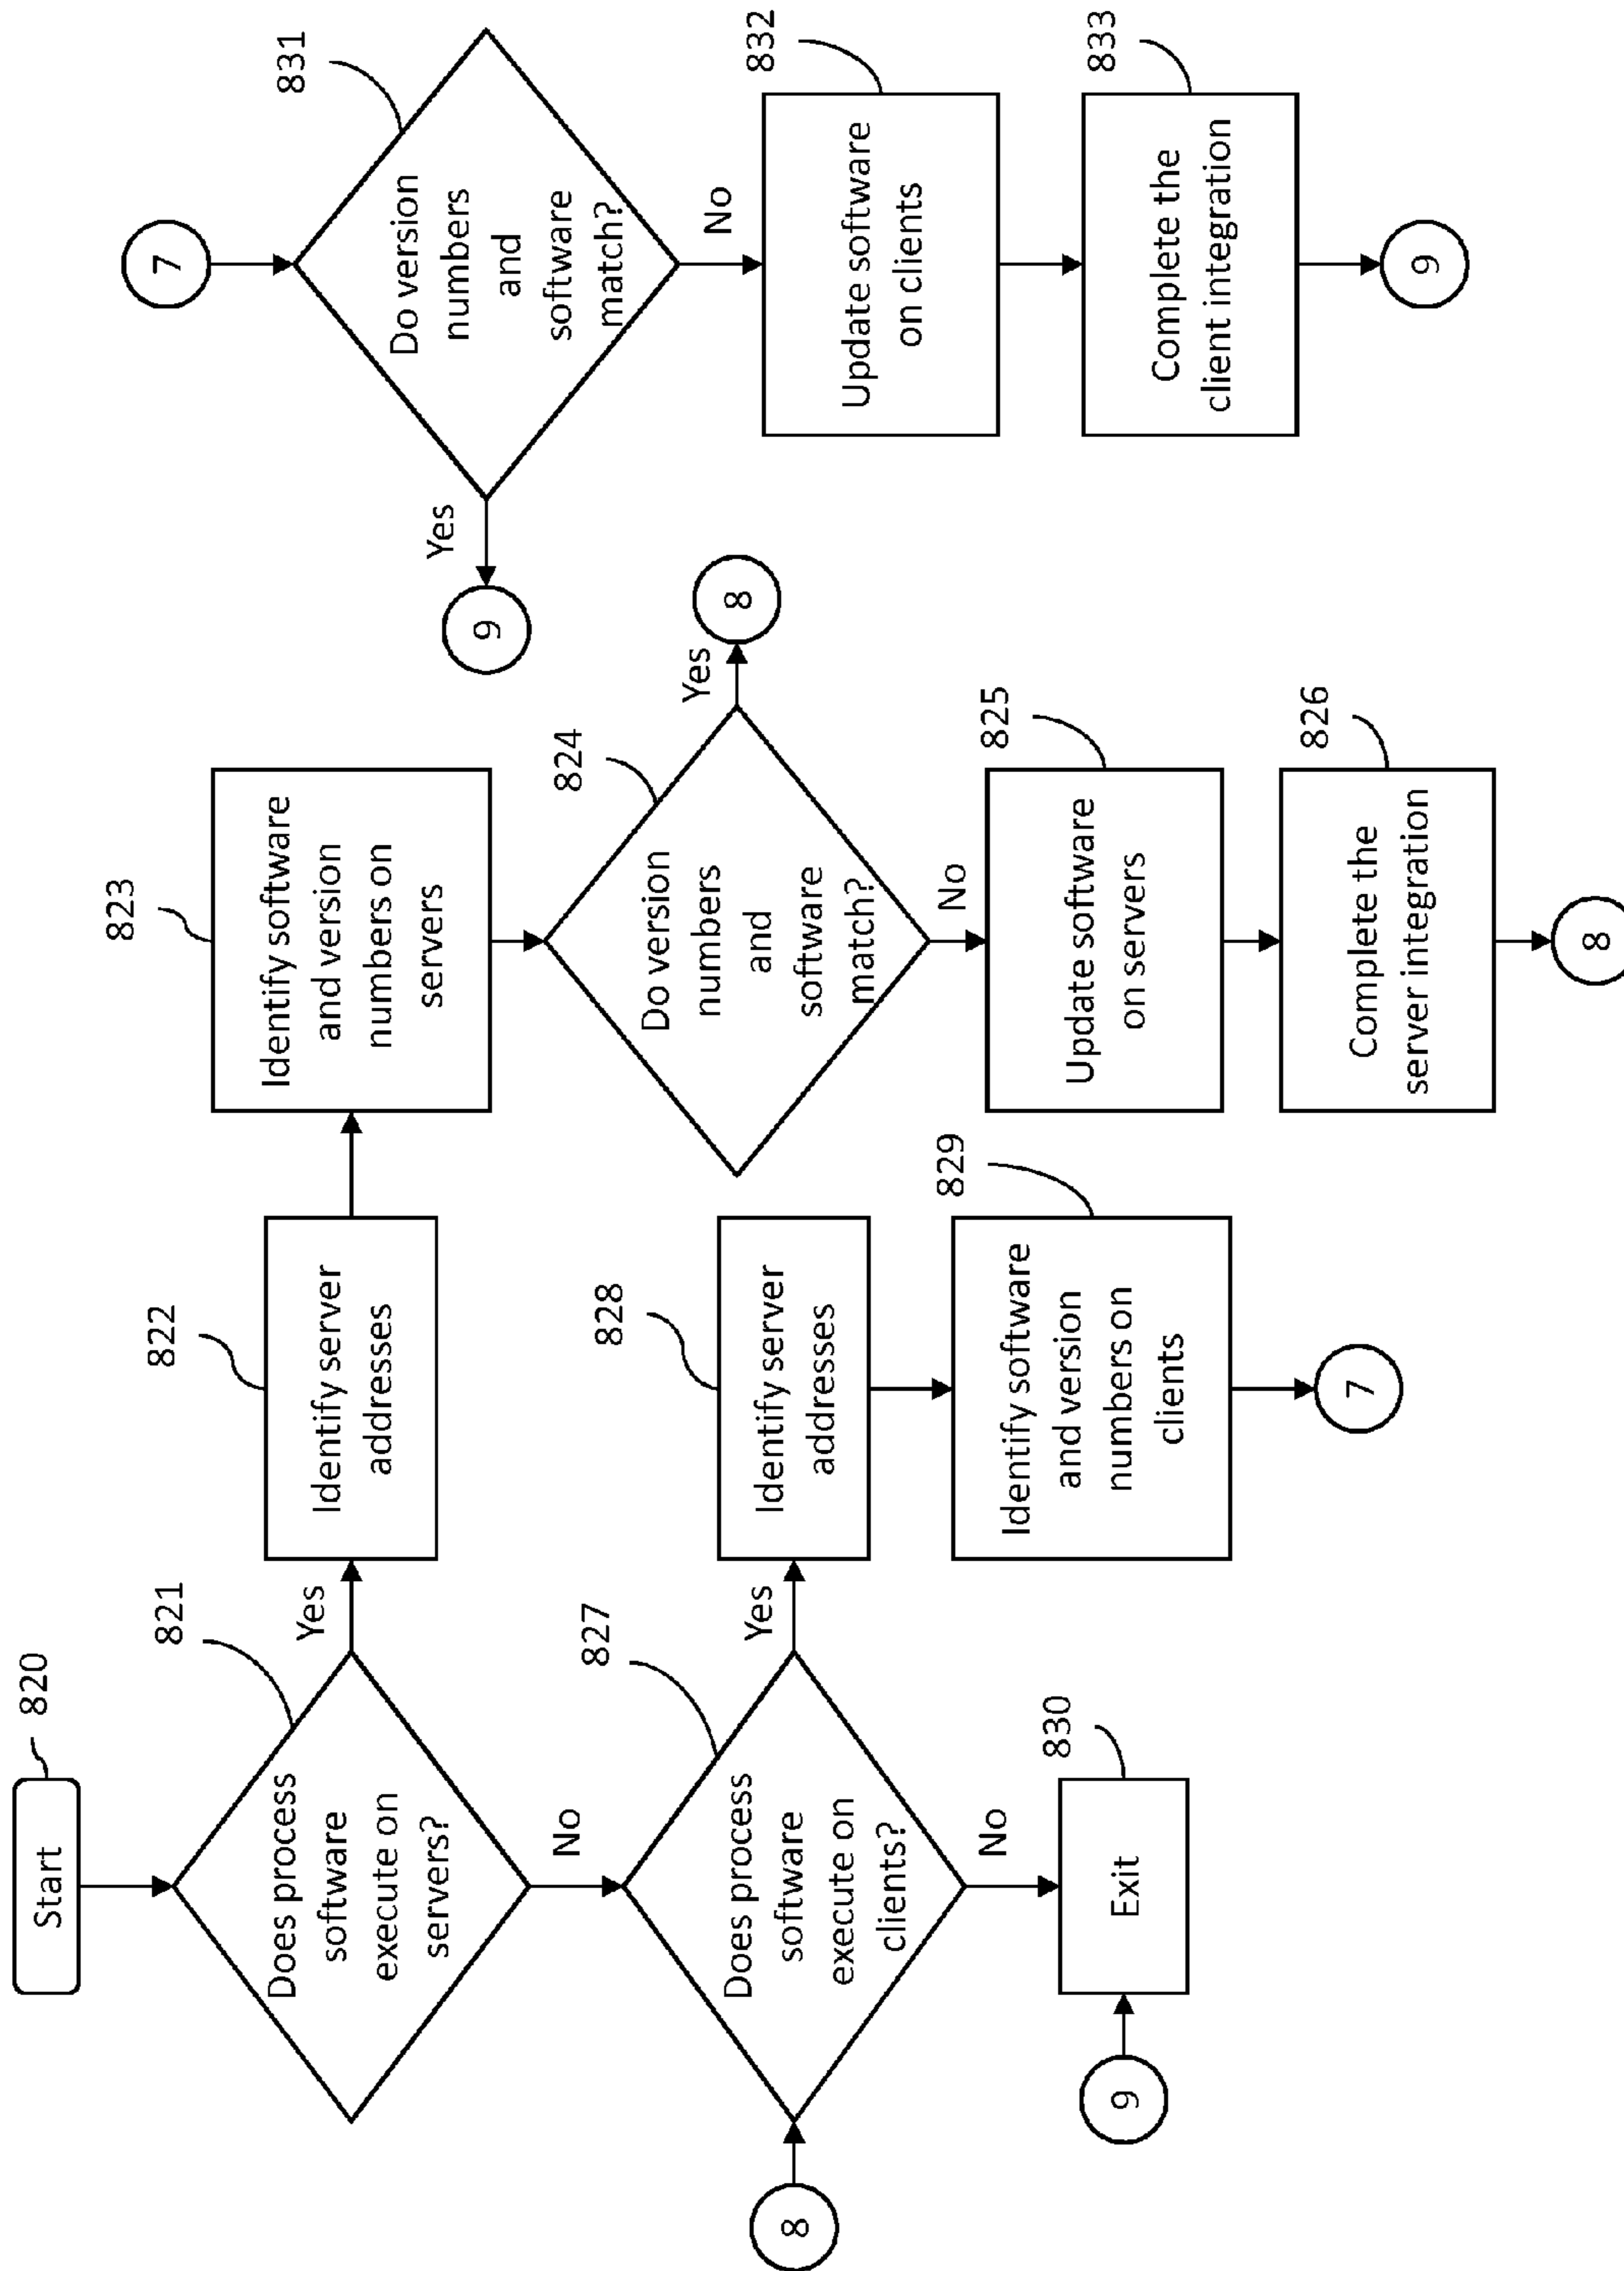 Start
820
Does process
software
execute on
servers?
821
Yes
No
Identify server
addresses
822
Identify software
and version
numbers on
servers
823
Do version
numbers
and
software
match?
824
Yes
8
No
Update software
on servers
825
Complete the
server integration
826
8
8
Does process
software
execute on
clients?
827
Yes
No
Identify server
addresses
828
Identify software
and version
numbers on
clients
829
7
9
Exit
830
7
Do version
numbers
and
software
match?
831
Yes
9
No
Update software
on clients
832
Complete the
client integration
833
9